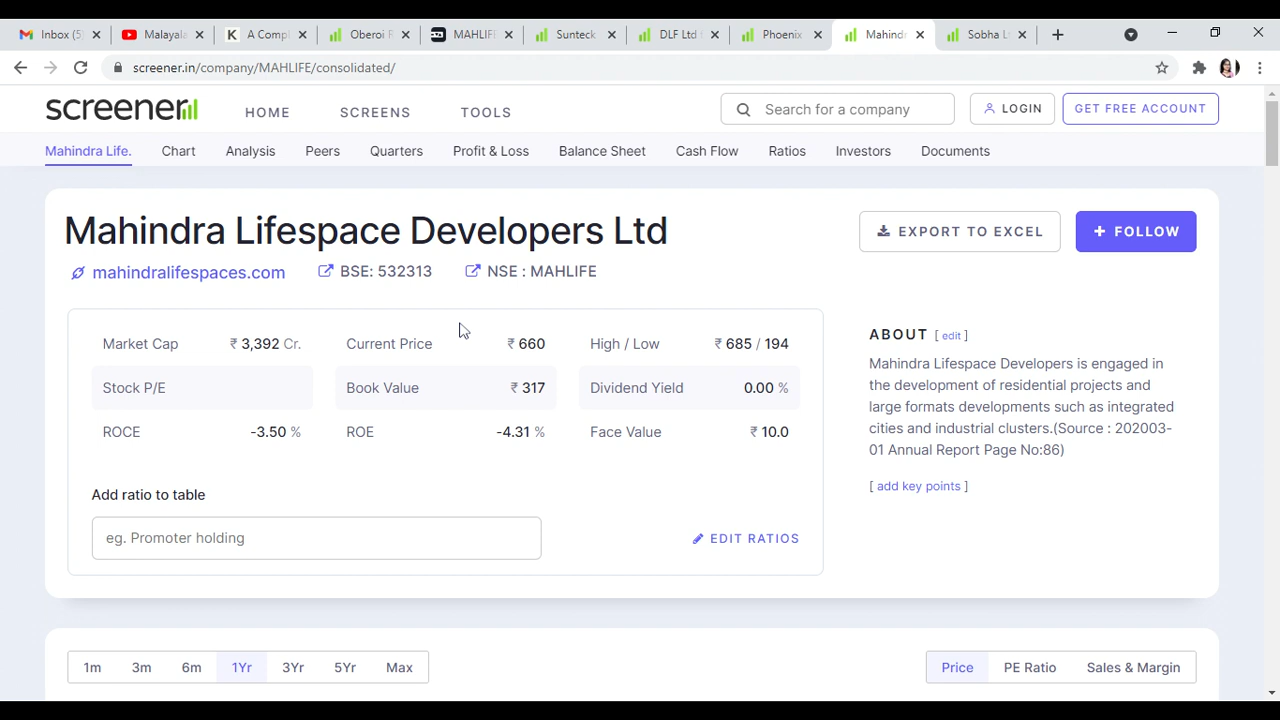 Inbox (5
Malayala
A Compl
Oberoi R
MAHLIFE
Sunteck
DLF Ltd
Phoenix
Mahindr
Sobha L
screener.in/company/MAHLIFE/consolidated/
screener
HOME
SCREENS
TOOLS
Search for a company
LOGIN
GET FREE ACCOUNT
Mahindra Life. Chart Analysis Peers Quarters Profit & Loss Balance Sheet Cash Flow Ratios Investors Documents
Mahindra Lifespace Developers Ltd
EXPORT TO EXCEL
+ FOLLOW
mahindralifespaces.com BSE: 532313 NSE : MAHLIFE
Market Cap ₹ 3,392 Cr. Current Price ₹ 660 High / Low ₹ 685 / 194
Stock P/E Book Value ₹ 317 Dividend Yield 0.00 %
ROCE -3.50 % ROE -4.31 % Face Value ₹ 10.0
Add ratio to table
eg. Promoter holding
EDIT RATIOS
ABOUT [ edit ]
Mahindra Lifespace Developers is engaged in
the development of residential projects and
large formats developments such as integrated
cities and industrial clusters.(Source : 202003-
01 Annual Report Page No:86)
[ add key points ]
1m 3m 6m 1Yr 3Yr 5Yr Max
Price PE Ratio Sales & Margin